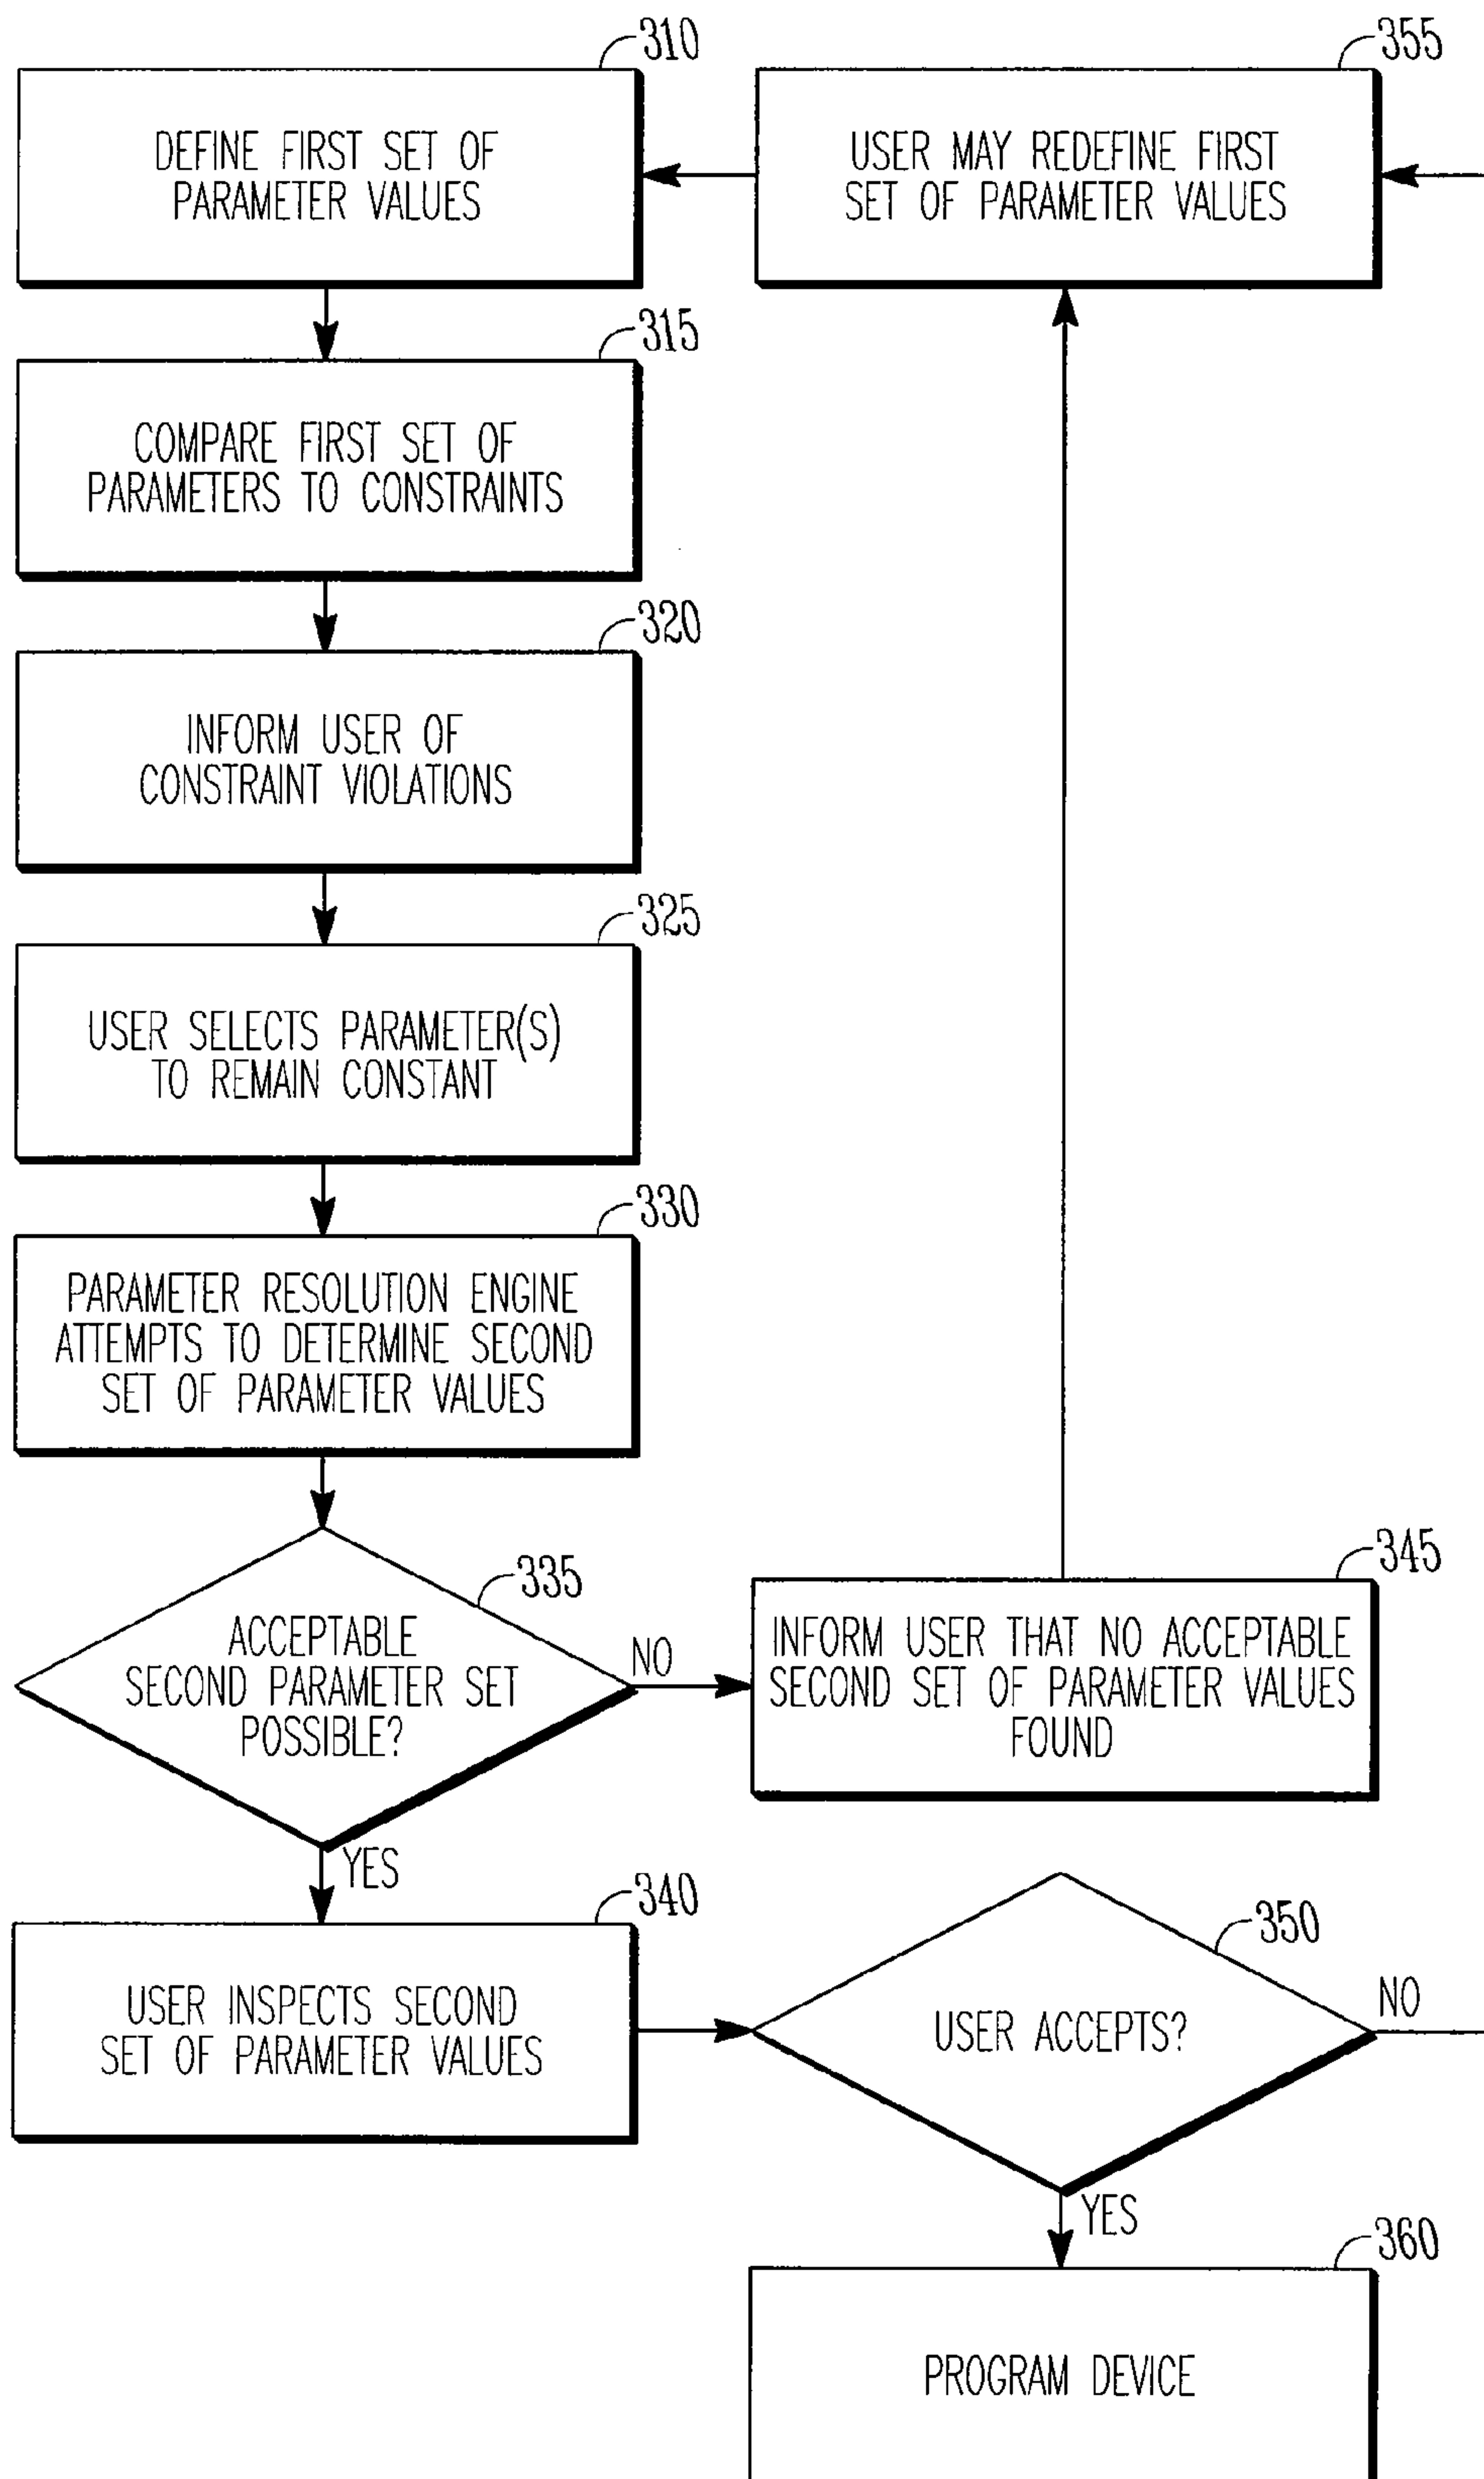 310
DEFINE FIRST SET OF
PARAMETER VALUES
355
USER MAY REDEFINE FIRST
SET OF PARAMETER VALUES
315
COMPARE FIRST SET OF
PARAMETERS TO CONSTRAINTS
320
INFORM USER OF
CONSTRAINT VIOLATIONS
325
USER SELECTS PARAMETER(S)
TO REMAIN CONSTANT
330
PARAMETER RESOLUTION ENGINE
ATTEMPTS TO DETERMINE SECOND
SET OF PARAMETER VALUES
335
ACCEPTABLE
SECOND PARAMETER SET
POSSIBLE?
NO
YES
345
INFORM USER THAT NO ACCEPTABLE
SECOND SET OF PARAMETER VALUES
FOUND
340
USER INSPECTS SECOND
SET OF PARAMETER VALUES
350
USER ACCEPTS?
NO
YES
360
PROGRAM DEVICE